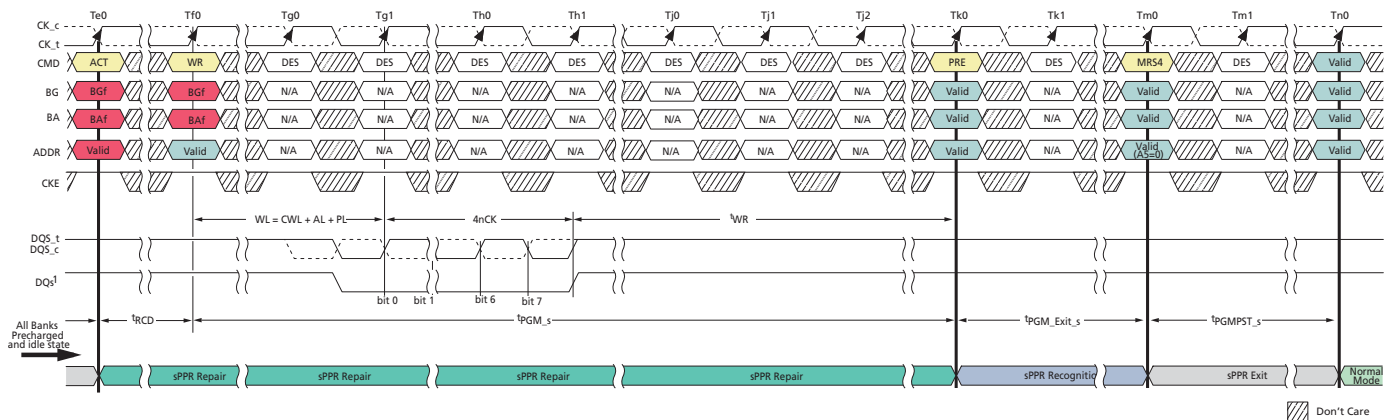 Te0 Tf0 Tg0 Tg1 Th0 Th1 Tj0 Tj1 Tj2 Tk0 Tk1 Tm0 Tm1 Tn0
CK_c
CK_t
CMD ACT WR DES DES DES DES DES DES DES PRE DES MRS4 DES Valid
BG BGf BGf N/A N/A N/A N/A N/A N/A N/A Valid N/A Valid N/A Valid
BA BAf BAf N/A N/A N/A N/A N/A N/A N/A Valid N/A Valid N/A Valid
ADDR Valid Valid N/A N/A N/A N/A N/A N/A N/A Valid N/A Valid (A5=0) N/A Valid
CKE
WL = CWL + AL + PL 4nCK tWR
DQS_t
DQS_c
DQs1
bit 0 bit 1 bit 6 bit 7
All Banks
Precharged
and idle state
tRCD tPGM_s tPGM_Exit_s tPGMPST_s
sPPR Repair sPPR Repair sPPR Repair sPPR Repair sPPR Recognitic sPPR Exit Normal
Mode
Don't Care